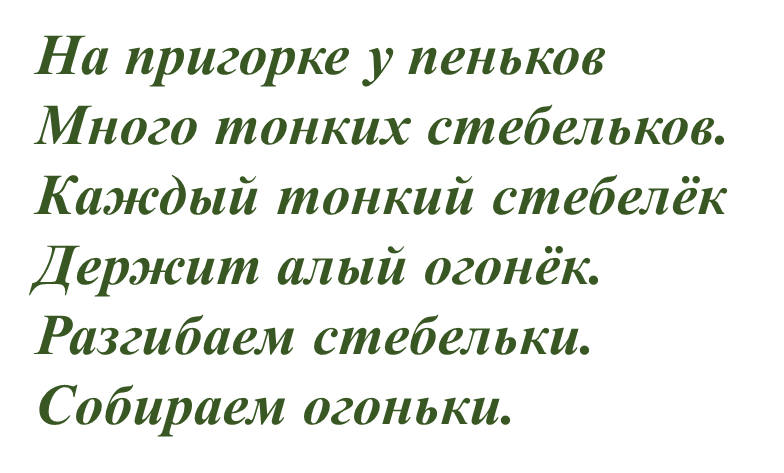 На пригорке у пеньков
Много тонких стебельков.
Каждый тонкий стебелёк
Держит алый огонёк.
Разгибаем стебельки.
Собираем огоньки.